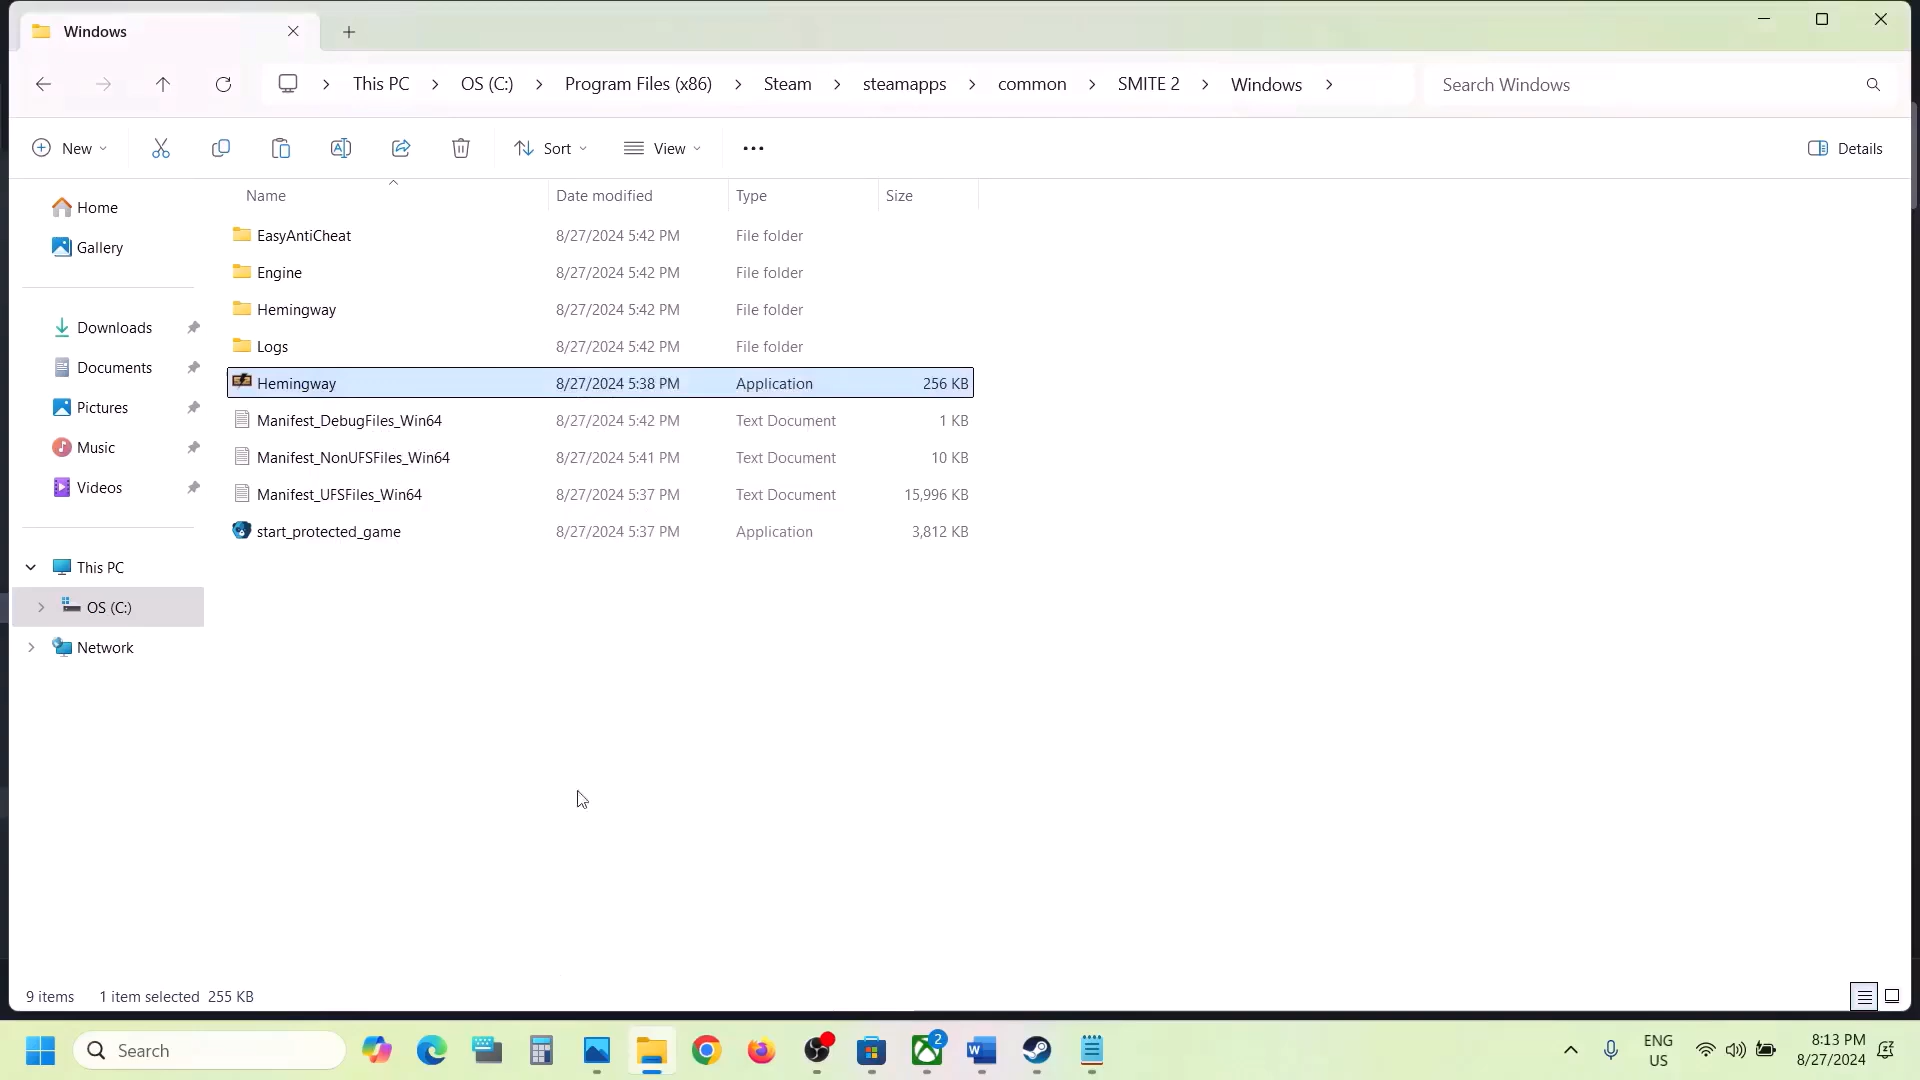 Windows
This PC > OS (C:) > Program Files (x86) > Steam > steamapps > common > SMITE 2 > Windows >
Search Windows
New
Sort
View
Details
Name Date modified Type Size
Home
Gallery
Downloads
Documents
Pictures
Music
Videos
This PC
OS (C:)
Network
EasyAntiCheat 8/27/2024 5:42 PM File folder
Engine 8/27/2024 5:42 PM File folder
Hemingway 8/27/2024 5:42 PM File folder
Logs 8/27/2024 5:42 PM File folder
Hemingway 8/27/2024 5:38 PM Application 256 KB
Manifest_DebugFiles_Win64 8/27/2024 5:42 PM Text Document 1 KB
Manifest_NonUFSFiles_Win64 8/27/2024 5:41 PM Text Document 10 KB
Manifest_UFSFiles_Win64 8/27/2024 5:37 PM Text Document 15,996 KB
start_protected_game 8/27/2024 5:37 PM Application 3,812 KB
9 items 1 item selected 255 KB
Search
2
ENG
US
8:13 PM
8/27/2024